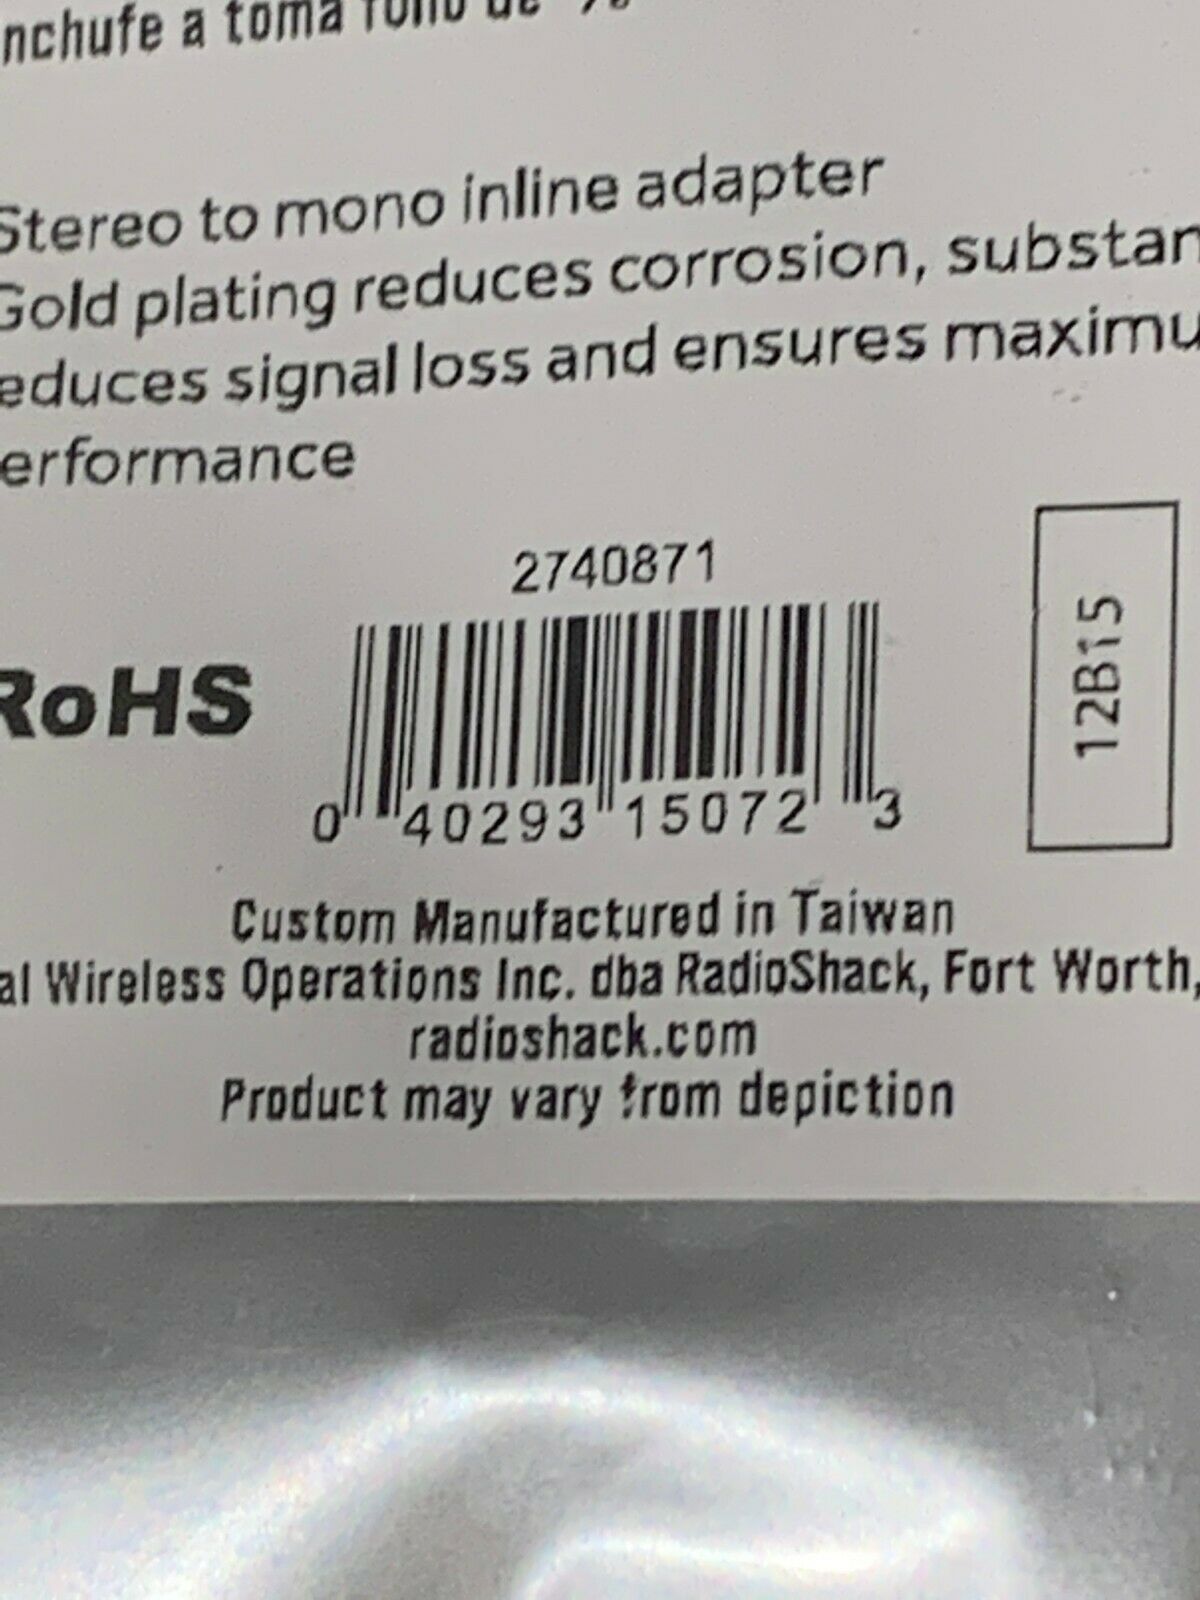 nchufe a toma fono de
Stereo to mono inline adapter
Gold plating reduces corrosion, substan
educes signal loss and ensures maximu
erformance
2740871
RoHS
12B15
0 40293 15072 3
Custom Manufactured in Taiwan
al Wireless Operations Inc. dba RadioShack, Fort Worth,
radioshack.com
Product may vary from depiction